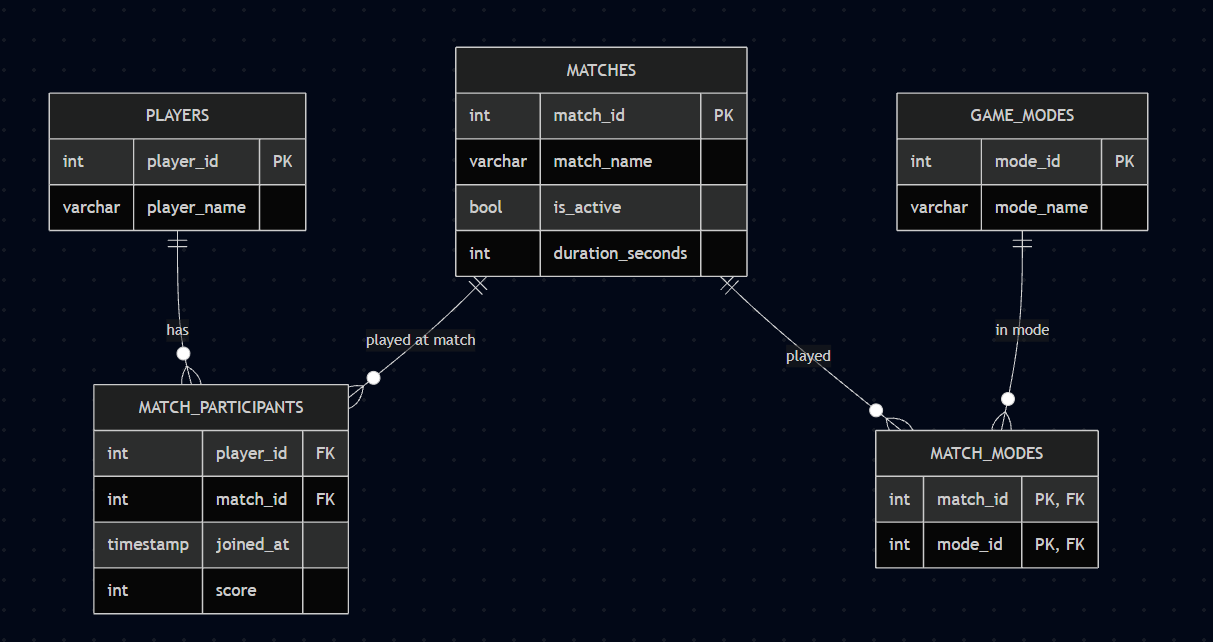 PLAYERS
int player_id PK
varchar player_name
MATCHES
int match_id PK
varchar match_name
bool is_active
int duration_seconds
GAME_MODES
int mode_id PK
varchar mode_name
has
played at match
played
in mode
MATCH_PARTICIPANTS
int player_id FK
int match_id FK
timestamp joined_at
int score
MATCH_MODES
int match_id PK, FK
int mode_id PK, FK